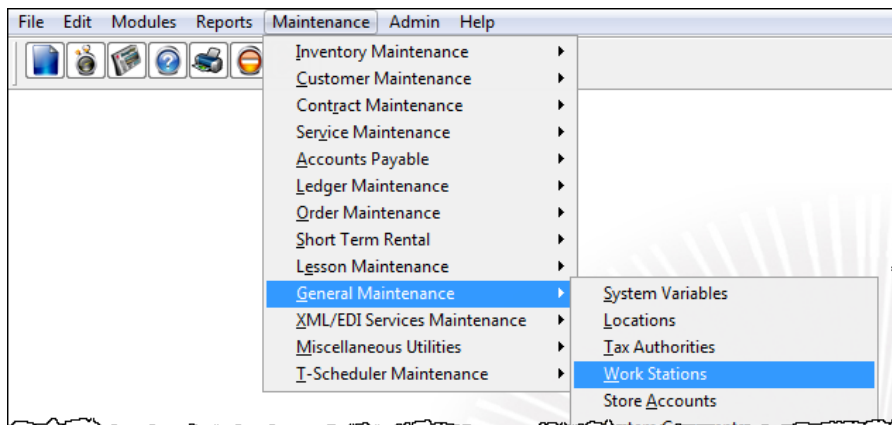 File Edit Modules Reports Maintenance Admin Help
Inventory Maintenance
Customer Maintenance
Contract Maintenance
Service Maintenance
Accounts Payable
Ledger Maintenance
Order Maintenance
Short Term Rental
Lesson Maintenance
General Maintenance
XML/EDI Services Maintenance
Miscellaneous Utilities
T-Scheduler Maintenance
System Variables
Locations
Tax Authorities
Work Stations
Store Accounts